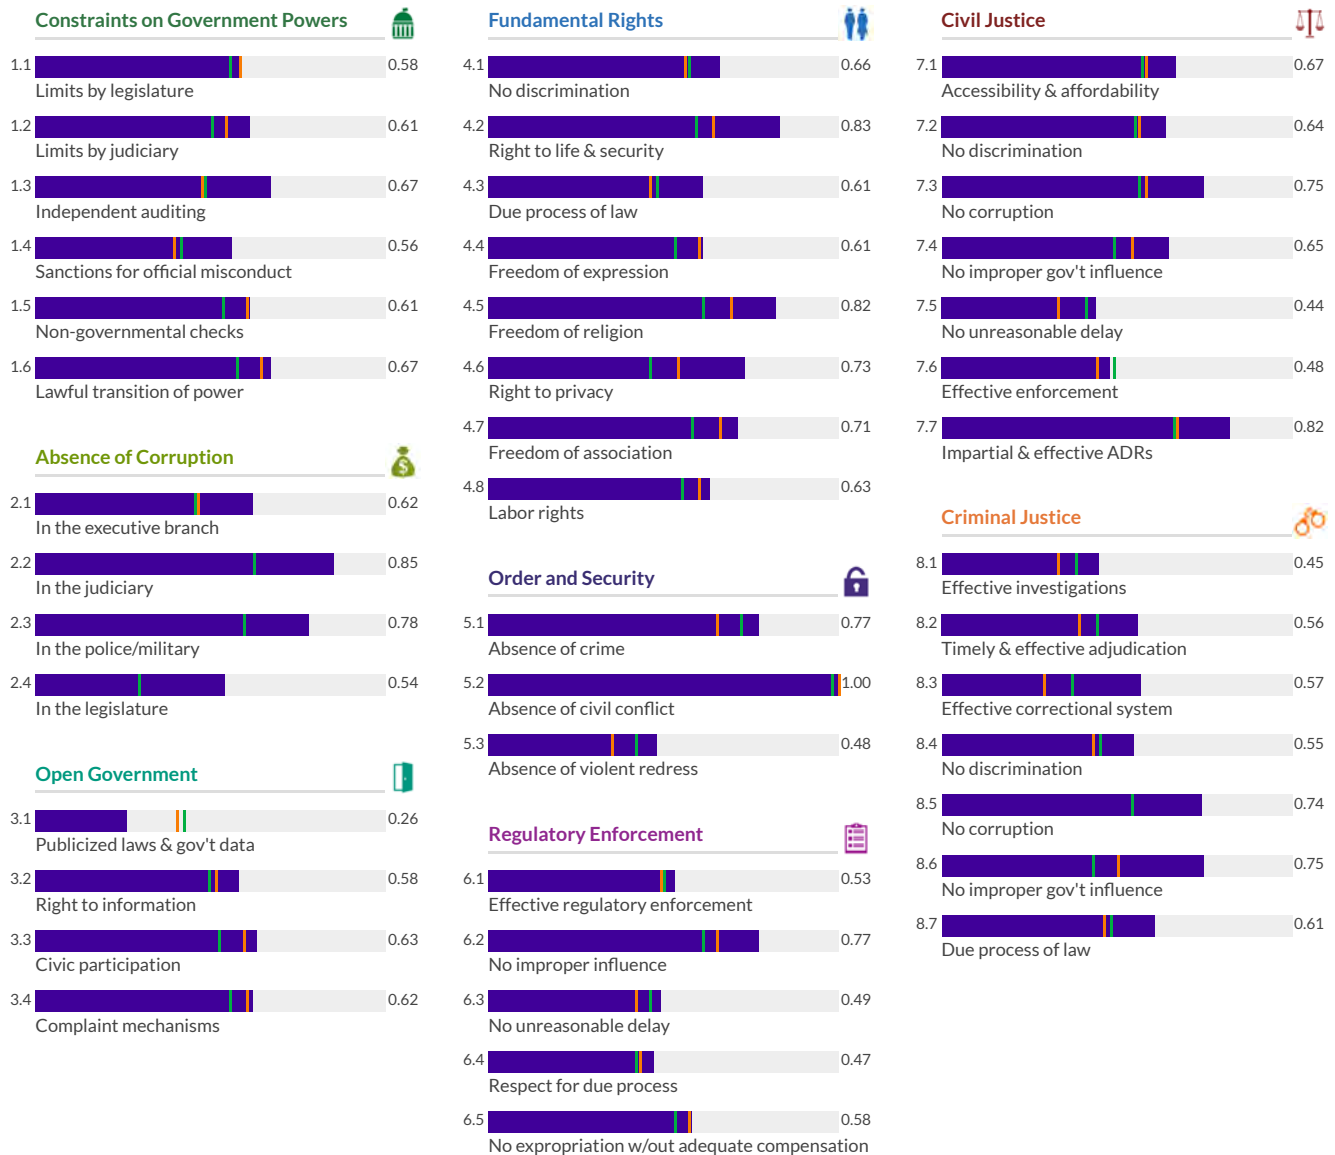 Constraints on Government Powers
1.1 0.58
Limits by legislature
1.2 0.61
Limits by judiciary
1.3 0.67
Independent auditing
1.4 0.56
Sanctions for official misconduct
1.5 0.61
Non-governmental checks
1.6 0.67
Lawful transition of power
Absence of Corruption
$
2.1 0.62
In the executive branch
2.2 0.85
In the judiciary
2.3 0.78
In the police/military
2.4 0.54
In the legislature
Open Government
3.1 0.26
Publicized laws & gov't data
3.2 0.58
Right to information
3.3 0.63
Civic participation
3.4 0.62
Complaint mechanisms
Fundamental Rights
4.1 0.66
No discrimination
4.2 0.83
Right to life & security
4.3 0.61
Due process of law
4.4 0.61
Freedom of expression
4.5 0.82
Freedom of religion
4.6 0.73
Right to privacy
4.7 0.71
Freedom of association
4.8 0.63
Labor rights
Order and Security
5.1 0.77
Absence of crime
5.2 1.00
Absence of civil conflict
5.3 0.48
Absence of violent redress
Regulatory Enforcement
6.1 0.53
Effective regulatory enforcement
6.2 0.77
No improper influence
6.3 0.49
No unreasonable delay
6.4 0.47
Respect for due process
6.5 0.58
No expropriation w/out adequate compensation
Civil Justice
7.1 0.67
Accessibility & affordability
7.2 0.64
No discrimination
7.3 0.75
No corruption
7.4 0.65
No improper gov't influence
7.5 0.44
No unreasonable delay
7.6 0.48
Effective enforcement
7.7 0.82
Impartial & effective ADRs
Criminal Justice
8.1 0.45
Effective investigations
8.2 0.56
Timely & effective adjudication
8.3 0.57
Effective correctional system
8.4 0.55
No discrimination
8.5 0.74
No corruption
8.6 0.75
No improper gov't influence
8.7 0.61
Due process of law